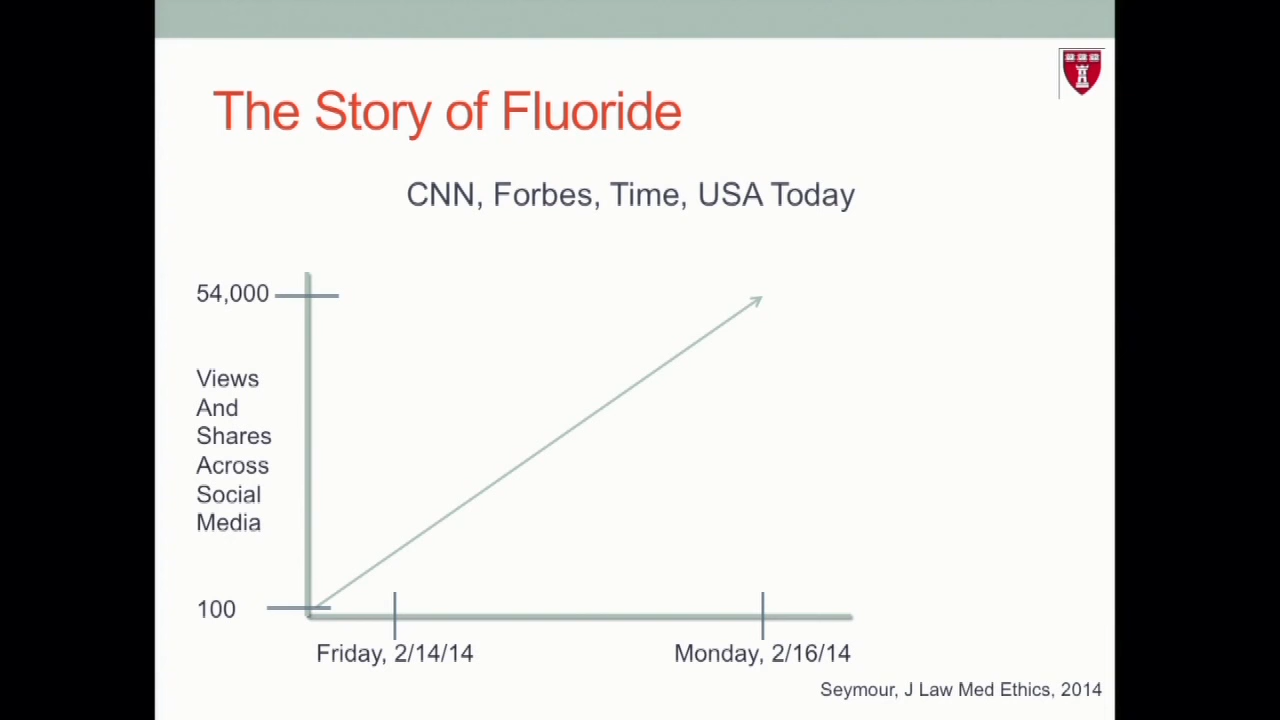 The Story of Fluoride
CNN, Forbes, Time, USA Today
54,000
Views
And
Shares
Across
Social
Media
100
Friday, 2/14/14
Monday, 2/16/14
Seymour, J Law Med Ethics, 2014